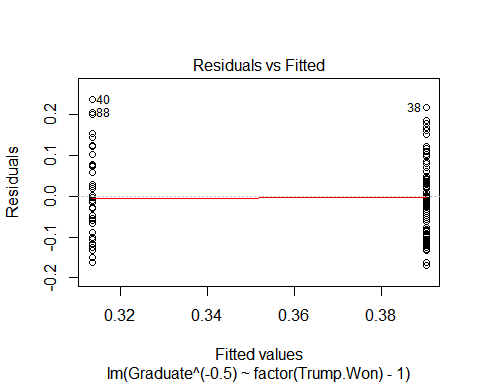 Residuals vs Fitted
Residuals
0.2
0.1
0.0
-0.1
-0.2
40
88
38
0.32 0.34 0.36 0.38
Fitted values
lm(Graduate^(-0.5) ~ factor(Trump.Won) - 1)